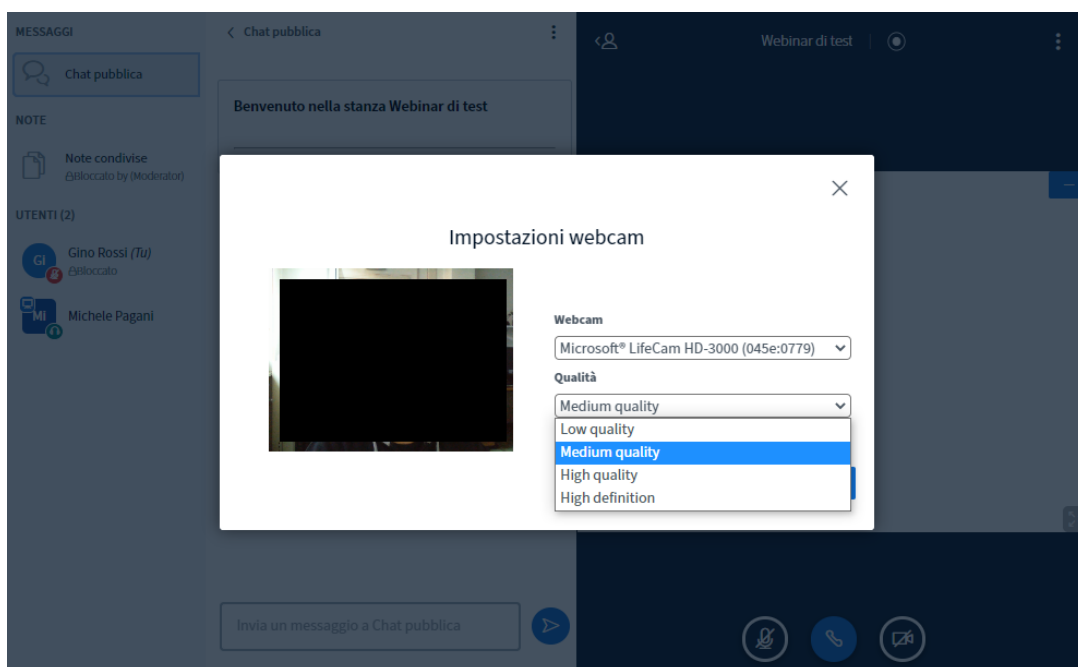 MESSAGGI
Chat pubblica
NOTE
Note condivise
Bloccato by (Moderator)
UTENTI (2)
GI
Gino Rossi (Tu)
Bloccato
Mi
Michele Pagani
Chat pubblica
Benvenuto nella stanza Webinar di test
Webinar di test
Impostazioni webcam
Webcam
Microsoft® LifeCam HD-3000 (045e:0779)
Qualità
Medium quality
Low quality
Medium quality
High quality
High definition
Invia un messaggio a Chat pubblica